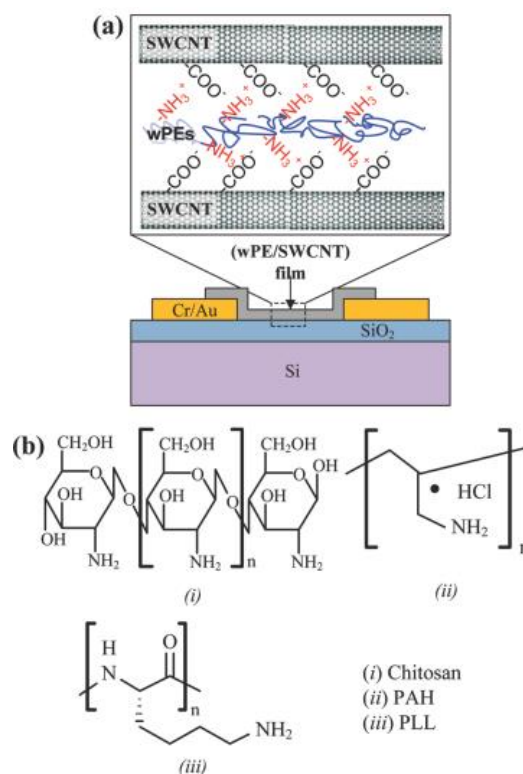 (a)
SWCNT
COO-
COO-
COO-
COO-
-NH3+
-NH3+
-NH3+
-NH3+
wPEs
-NH3+
-NH3+
-NH3+
COO-
COO-
COO-
COO-
SWCNT
(wPE/SWCNT)
film
Cr/Au
SiO2
Si
(b)
CH2OH
CH2OH
CH2OH
O
O
O
OH
OH
OH
OH
O
O
OH
NH2
NH2
n
NH2
(i)
• HCl
NH2
n
(ii)
H
O
N
n
NH2
(iii)
(i) Chitosan
(ii) PAH
(iii) PLL